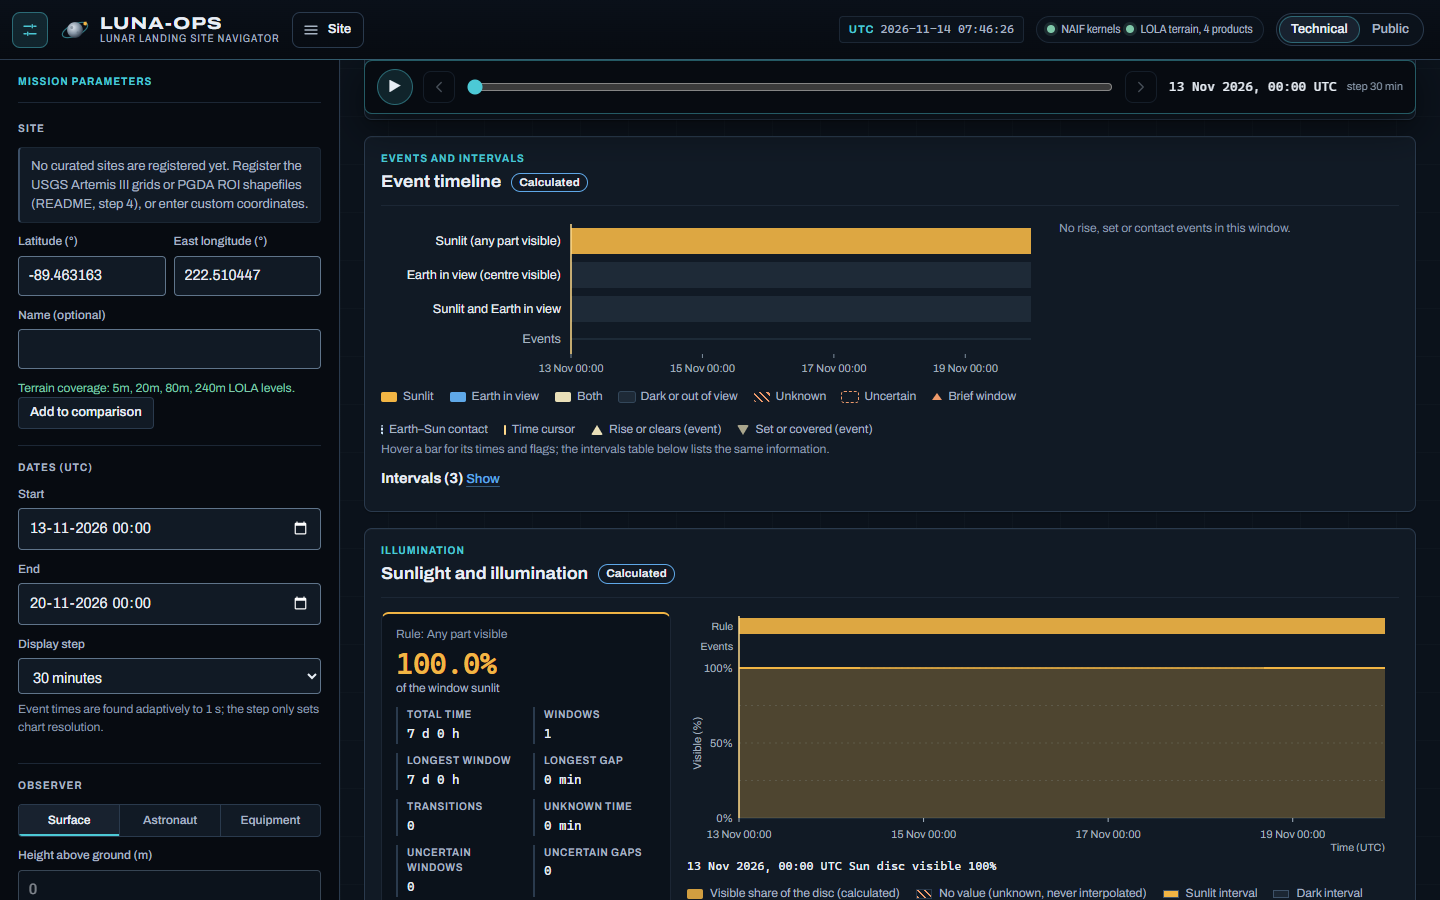 LUNA-OPS
LUNAR LANDING SITE NAVIGATOR
Site
UTC 2026-11-14 07:46:26
NAIF kernels
LOLA terrain, 4 products
Technical
Public
MISSION PARAMETERS
SITE
No curated sites are registered yet. Register the
USGS Artemis III grids or PGDA ROI shapefiles
(README, step 4), or enter custom coordinates.
Latitude (°)
East longitude (°)
-89.463163
222.510447
Name (optional)
Terrain coverage: 5m, 20m, 80m, 240m LOLA levels.
Add to comparison
DATES (UTC)
Start
13-11-2026 00:00
End
20-11-2026 00:00
Display step
30 minutes
Event times are found adaptively to 1 s; the step only sets
chart resolution.
OBSERVER
Surface
Astronaut
Equipment
Height above ground (m)
0
13 Nov 2026, 00:00 UTC
step 30 min
EVENTS AND INTERVALS
Event timeline
Calculated
Sunlit (any part visible)
Earth in view (centre visible)
Sunlit and Earth in view
Events
13 Nov 00:00
15 Nov 00:00
17 Nov 00:00
19 Nov 00:00
No rise, set or contact events in this window.
Sunlit
Earth in view
Both
Dark or out of view
Unknown
Uncertain
Brief window
Earth–Sun contact
Time cursor
Rise or clears (event)
Set or covered (event)
Hover a bar for its times and flags; the intervals table below lists the same information.
Intervals (3) Show
ILLUMINATION
Sunlight and illumination
Calculated
Rule: Any part visible
100.0%
of the window sunlit
TOTAL TIME
7 d 0 h
WINDOWS
1
LONGEST WINDOW
7 d 0 h
LONGEST GAP
0 min
TRANSITIONS
0
UNKNOWN TIME
0 min
UNCERTAIN
WINDOWS
0
UNCERTAIN GAPS
0
Rule
Events
100%
50%
0%
Visible (%)
13 Nov 00:00
15 Nov 00:00
17 Nov 00:00
19 Nov 00:00
Time (UTC)
13 Nov 2026, 00:00 UTC Sun disc visible 100%
Visible share of the disc (calculated)
No value (unknown, never interpolated)
Sunlit interval
Dark interval